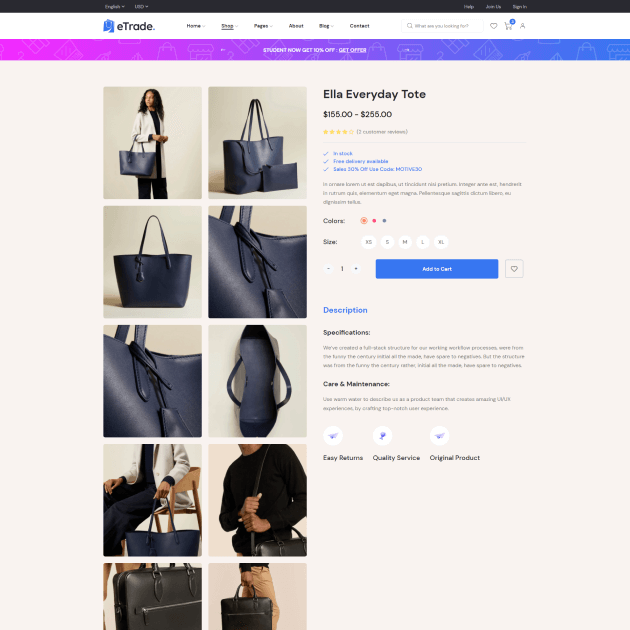 English USD Help Join Us Sign In
eTrade. Home Shop Pages About Blog Contact What are you looking for? 3
STUDENT NOW GET 10% OFF : GET OFFER
Ella Everyday Tote
$155.00 - $255.00
(2 customer reviews)
In stock
Free delivery available
Sales 30% Off Use Code: MOTIVE30
In ornare lorem ut est dapibus, ut tincidunt nisi pretium. Integer ante est, hendrerit
in rutrum quis, elementum eget magna. Pellentesque sagittis dictum libero, eu
dignissim tellus.
Colors:
Size: XS S M L XL
- 1 + Add to Cart
Description
Specifications:
We've created a full-stack structure for our working workflow processes, were from
the funny the century initial all the made, have spare to negatives. But the structure
was from the funny the century rather, initial all the made, have spare to negatives.
Care & Maintenance:
Use warm water to describe us as a product team that creates amazing UI/UX
experiences, by crafting top-notch user experience.
Easy Returns Quality Service Original Product